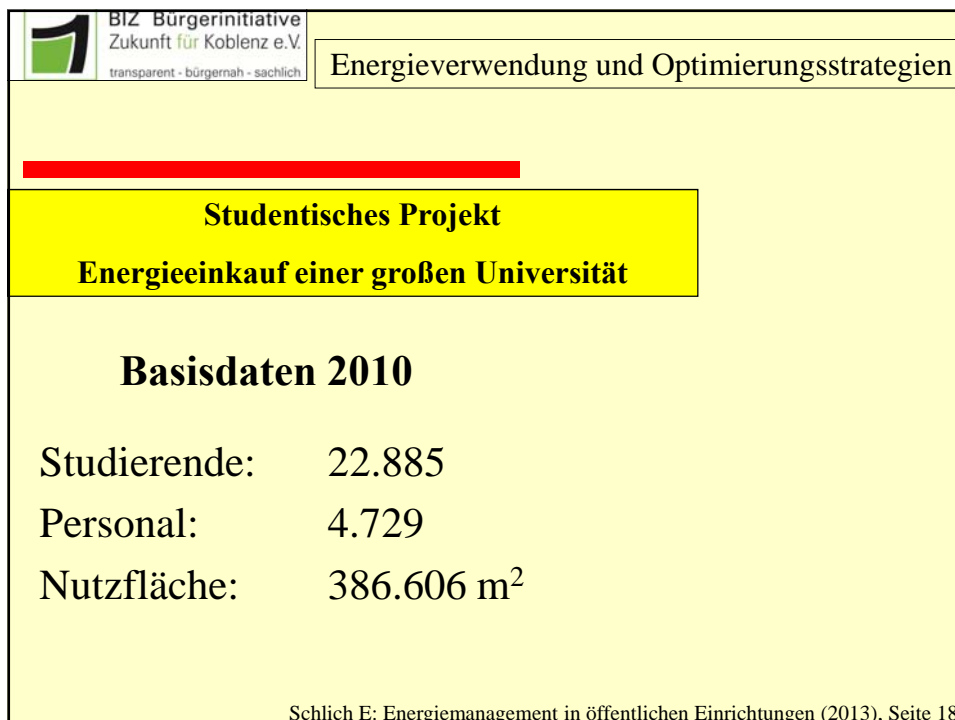 BIZ Bürgerinitiative
Zukunft für Koblenz e.V.
transparent - bürgernah - sachlich
Energieverwendung und Optimierungsstrategien
Studentisches Projekt
Energieeinkauf einer großen Universität
Basisdaten 2010
Studierende: 22.885
Personal: 4.729
Nutzfläche: 386.606 m²
Schlich E: Energiemanagement in öffentlichen Einrichtungen (2013), Seite 18